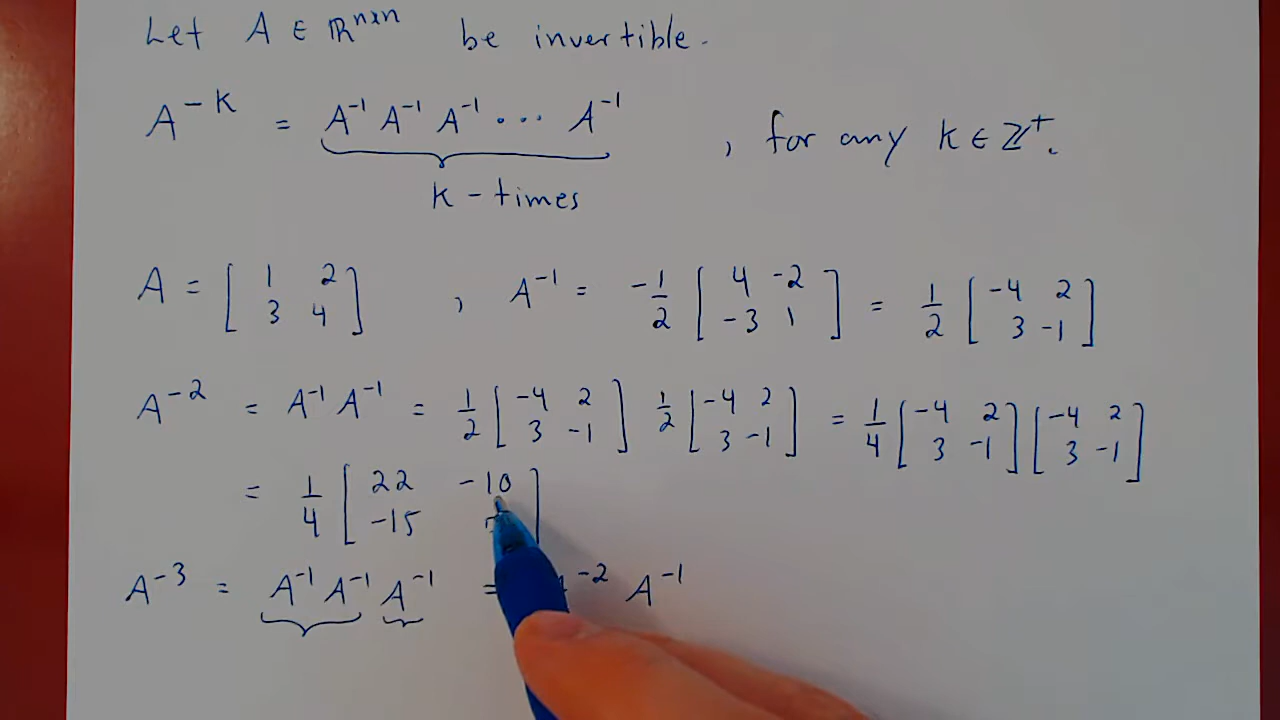 Let A ∈ ℝ^{n×n} be invertible.
A^{-k} = A^{-1} A^{-1} A^{-1} ⋯ A^{-1} , for any k ∈ ℤ^+.
k-times
A = [1 2; 3 4] , A^{-1} = -1/2 [4 -2; -3 1] = 1/2 [-4 2; 3 -1]
A^{-2} = A^{-1} A^{-1} = 1/2 [-4 2; 3 -1] 1/2 [-4 2; 3 -1] = 1/4 [-4 2; 3 -1] [-4 2; 3 -1]
= 1/4 [22 -10; -15 ]
A^{-3} = A^{-1} A^{-1} A^{-1} = ^{-2} A^{-1}